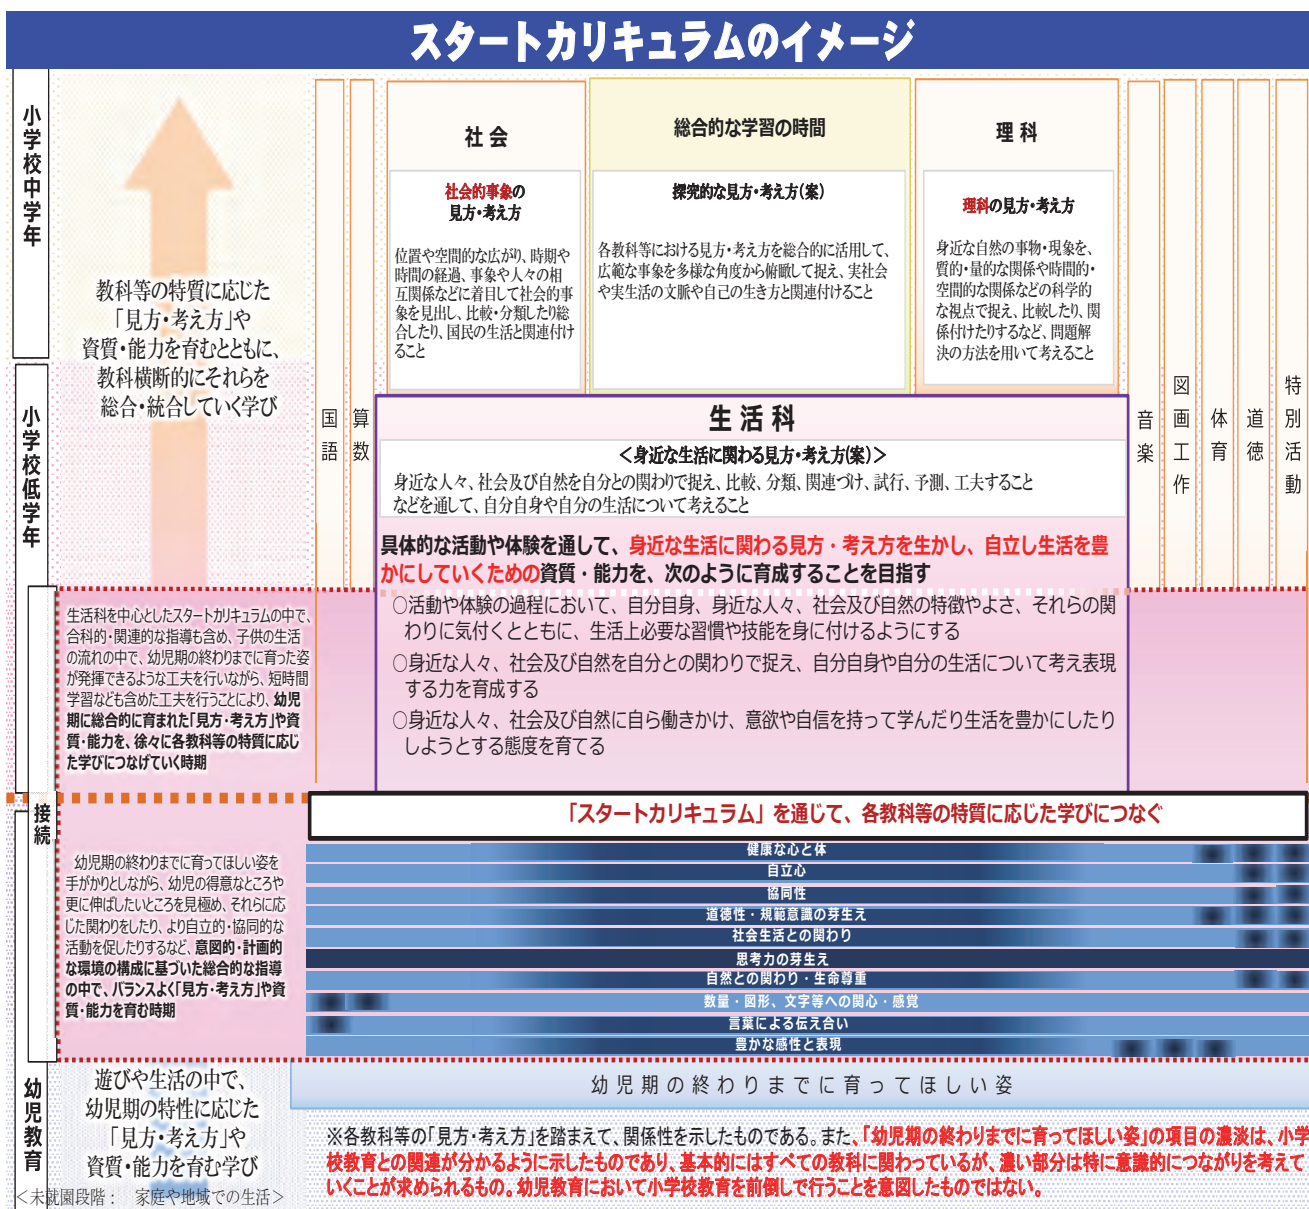 スタートカリキュラムのイメージ
小学校中学年
教科等の特質に応じた
「見方・考え方」や
資質・能力を育むとともに、
教科横断的にそれらを
総合・統合していく学び
社会
社会的事象の
見方・考え方
位置や空間的な広がり、時期や
時間の経過、事象や人々の相
互関係などに着目して社会的事
象を見出し、比較・分類したり総
合したり、国民の生活と関連付け
ること
総合的な学習の時間
探究的な見方・考え方(案)
各教科等における見方・考え方を総合的に活用して、
広範な事象を多様な角度から俯瞰して捉え、実社会
や実生活の文脈や自己の生き方と関連付けること
理科
理科の見方・考え方
身近な自然の事物・現象を、
質的・量的な関係や時間的・
空間的な関係などの科学的
な視点で捉え、比較したり、関
係付けたりするなど、問題解
決の方法を用いて考えること
小学校低学年
国語
算数
生活科
＜身近な生活に関わる見方・考え方(案)＞
身近な人々、社会及び自然を自分との関わりで捉え、比較、分類、関連づけ、試行、予測、工夫すること
などを通して、自分自身や自分の生活について考えること
具体的な活動や体験を通して、身近な生活に関わる見方・考え方を生かし、自立し生活を豊
かにしていくための資質・能力を、次のように育成することを目指す
○活動や体験の過程において、自分自身、身近な人々、社会及び自然の特徴やよさ、それらの関
わりに気付くとともに、生活上必要な習慣や技能を身に付けるようにする
○身近な人々、社会及び自然を自分との関わりで捉え、自分自身や自分の生活について考え表現
する力を育成する
○身近な人々、社会及び自然に自ら働きかけ、意欲や自信を持って学んだり生活を豊かにしたり
しようとする態度を育てる
音楽
図画工作
体育
道徳
特別活動
生活科を中心としたスタートカリキュラムの中で、
合科的・関連的な指導も含め、子供の生活
の流れの中で、幼児期の終わりまでに育った姿
が発揮できるような工夫を行いながら、短時間
学習なども含めた工夫を行うことにより、幼児
期に総合的に育まれた「見方・考え方」や資
質・能力を、徐々に各教科等の特質に応じ
た学びにつなげていく時期
接続
「スタートカリキュラム」を通じて、各教科等の特質に応じた学びにつなぐ
幼児期の終わりまでに育ってほしい姿を
手がかりとしながら、幼児の得意なところや
更に伸ばしたいところを見極め、それらに応
じた関わりをしたり、より自立的・協同的な
活動を促したりするなど、意図的・計画的
な環境の構成に基づいた総合的な指導
の中で、バランスよく「見方・考え方」や資
質・能力を育む時期
健康な心と体
自立心
協同性
道徳性・規範意識の芽生え
社会生活との関わり
思考力の芽生え
自然との関わり・生命尊重
数量・図形、文字等への関心・感覚
言葉による伝え合い
豊かな感性と表現
幼児教育
遊びや生活の中で、
幼児期の特性に応じた
「見方・考え方」や
資質・能力を育む学び
＜未就園段階：　家庭や地域での生活＞
幼児期の終わりまでに育ってほしい姿
※各教科等の「見方・考え方」を踏まえて、関係性を示したものである。また、「幼児期の終わりまでに育ってほしい姿」の項目の濃淡は、小学
校教育との関連が分かるように示したものであり、基本的にはすべての教科に関わっているが、濃い部分は特に意識的につながりを考えて
いくことが求められるもの。幼児教育において小学校教育を前倒しで行うことを意図したものではない。